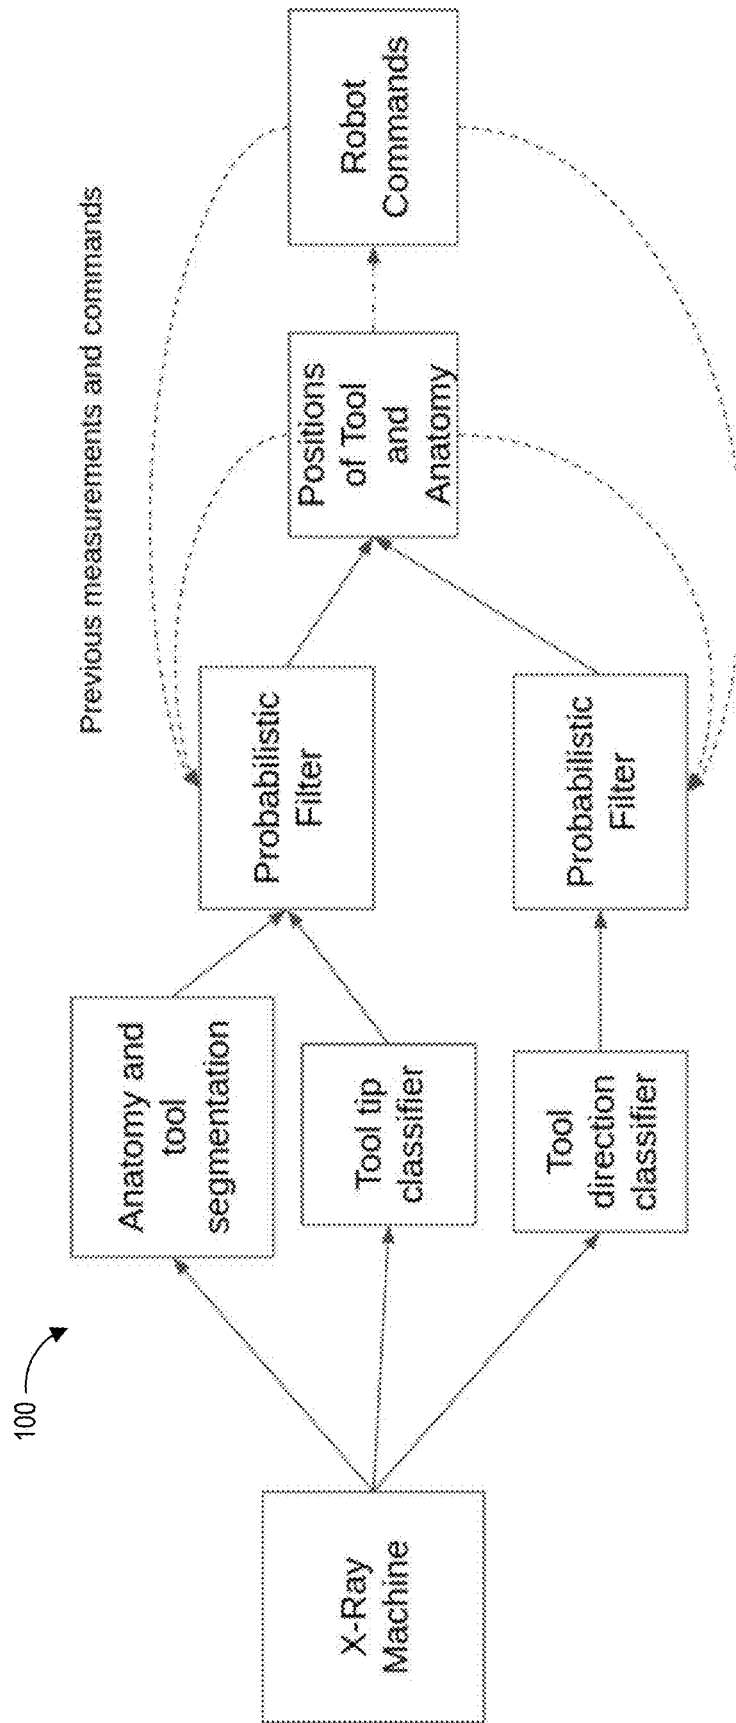 100
Previous measurements and commands
X-Ray
Machine
Anatomy and
tool
segmentation
Tool tip
classifier
Tool
direction
classifier
Probabilistic
Filter
Probabilistic
Filter
Positions
of Tool
and
Anatomy
Robot
Commands